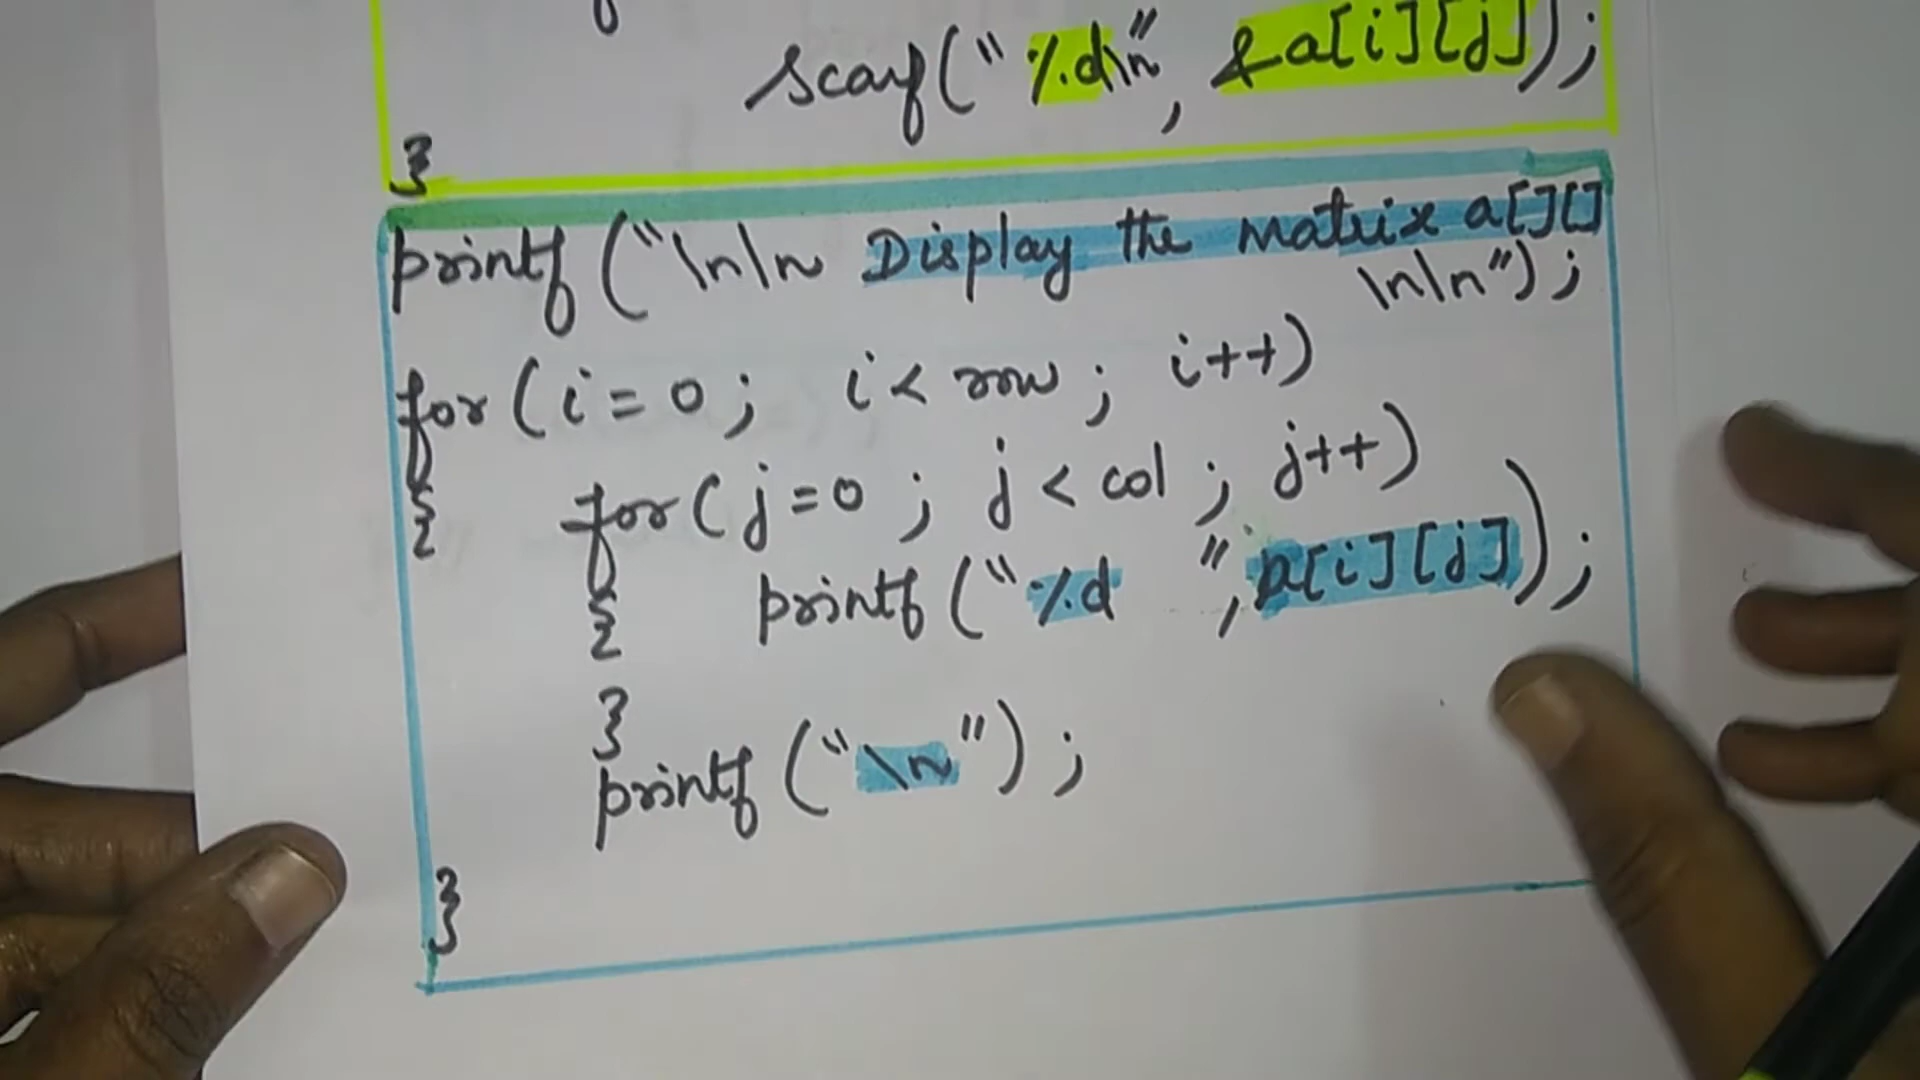 scanf("%d\n", &a[i][j]);
}
printf("\n\n Display the matrix a[][]
\n\n");
for(i=0; i<row; i++)
{ for(j=0; j<col; j++)
{ printf("%d ", a[i][j]);
}
printf("\n");
}